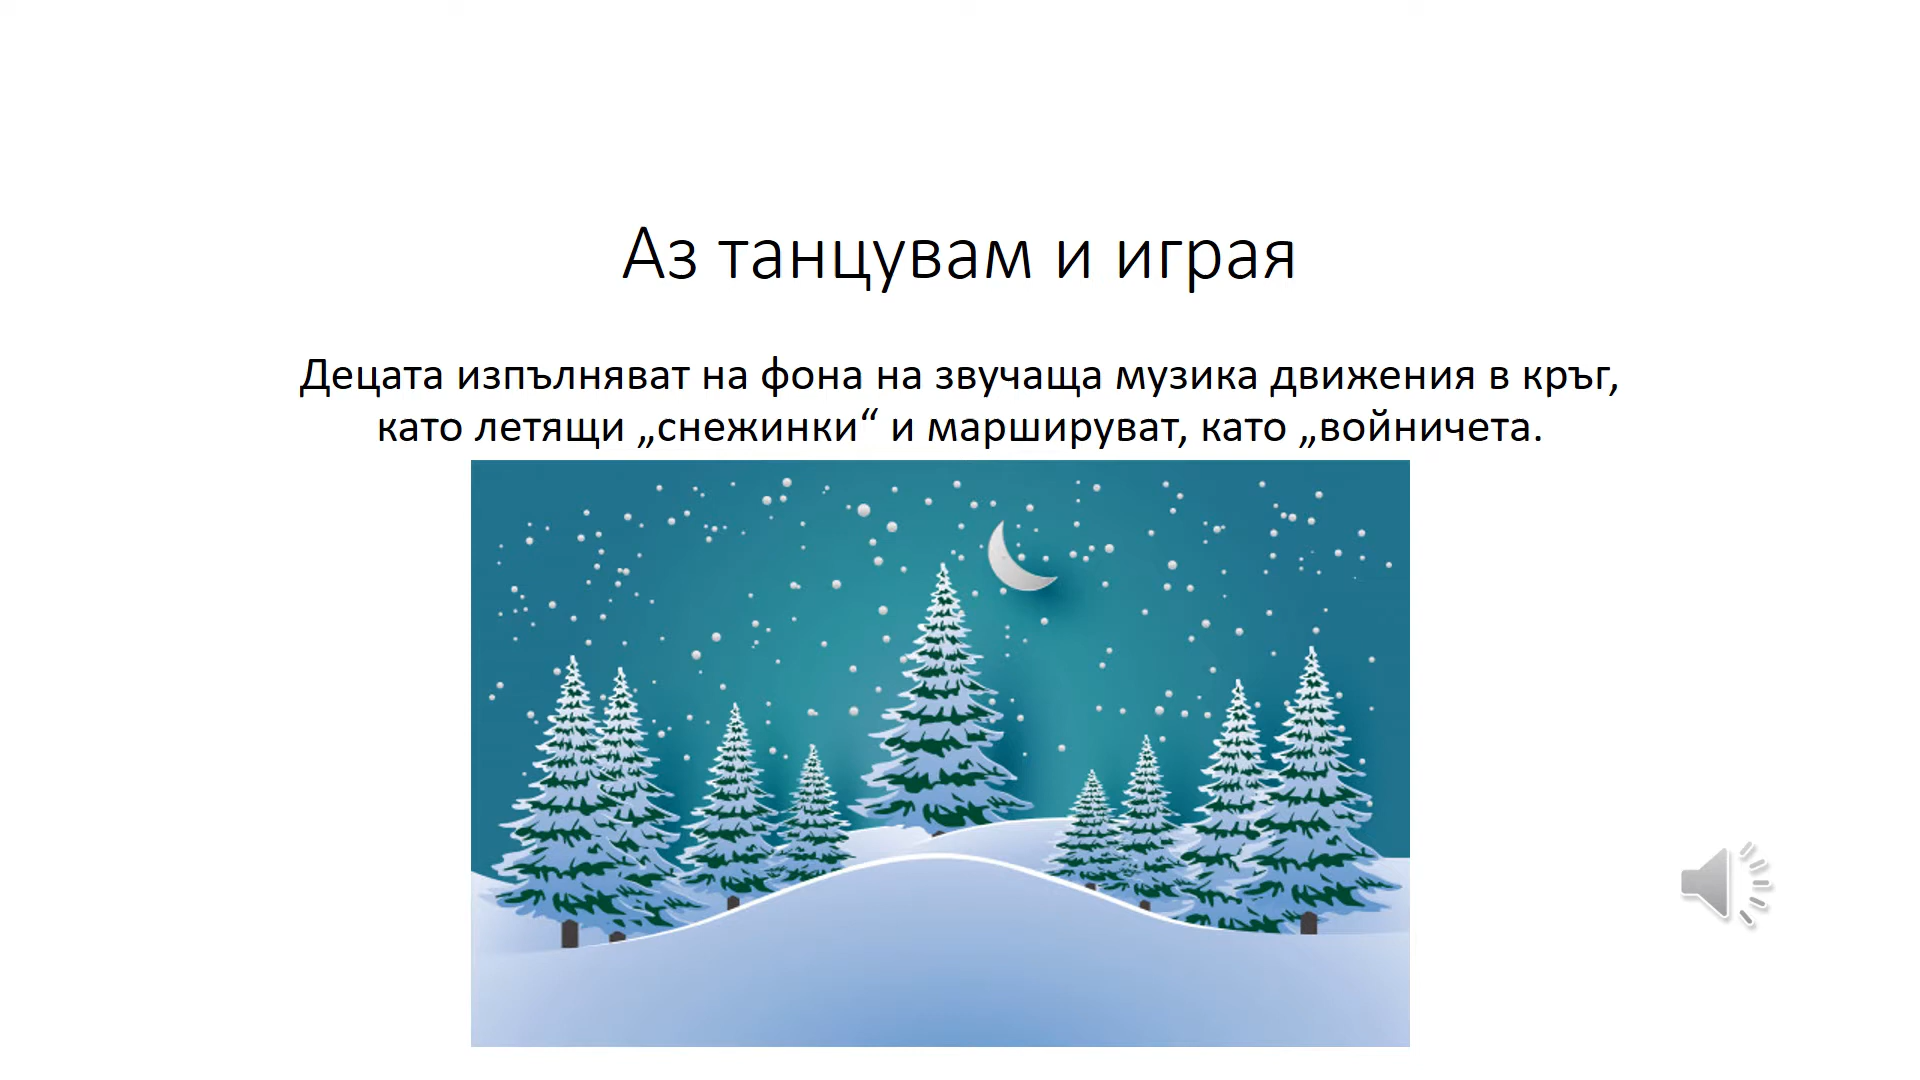 Аз танцувам и играя
Децата изпълняват на фона на звучаща музика движения в кръг,
като летящи „снежинки“ и маршируват, като „войничета.